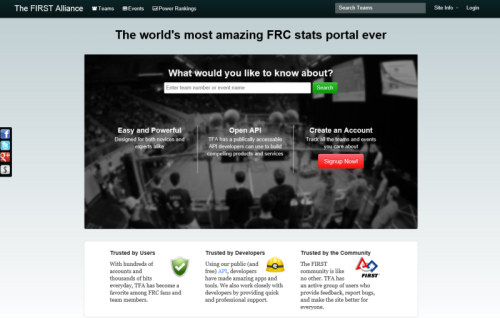 The FIRST Alliance Teams Events Power Rankings Search Teams Site Info Login
The world's most amazing FRC stats portal ever
What would you like to know about?
Enter team number or event name Search
Easy and Powerful
Designed for both novices and
experts alike
Open API
TFA has a publically accessable
API developers can use to build
competing products and services
Create an Account
Track all the teams and events
you care about
Signup Now!
Trusted by Users
With hundreds of
accounts and
thousands of hits
everyday, TFA has become a
favorite among FRC fans and
team members.
Trusted by Developers
Using our public (and
free) API, developers
have made amazing apps and
tools. We also work closely with
developers by providing quick
and professional support.
Trusted by the Community
The FIRST
community is like
no other. TFA has
an active group of users who
provide feedback, report bugs,
and make the site better for
everyone.
FIRST